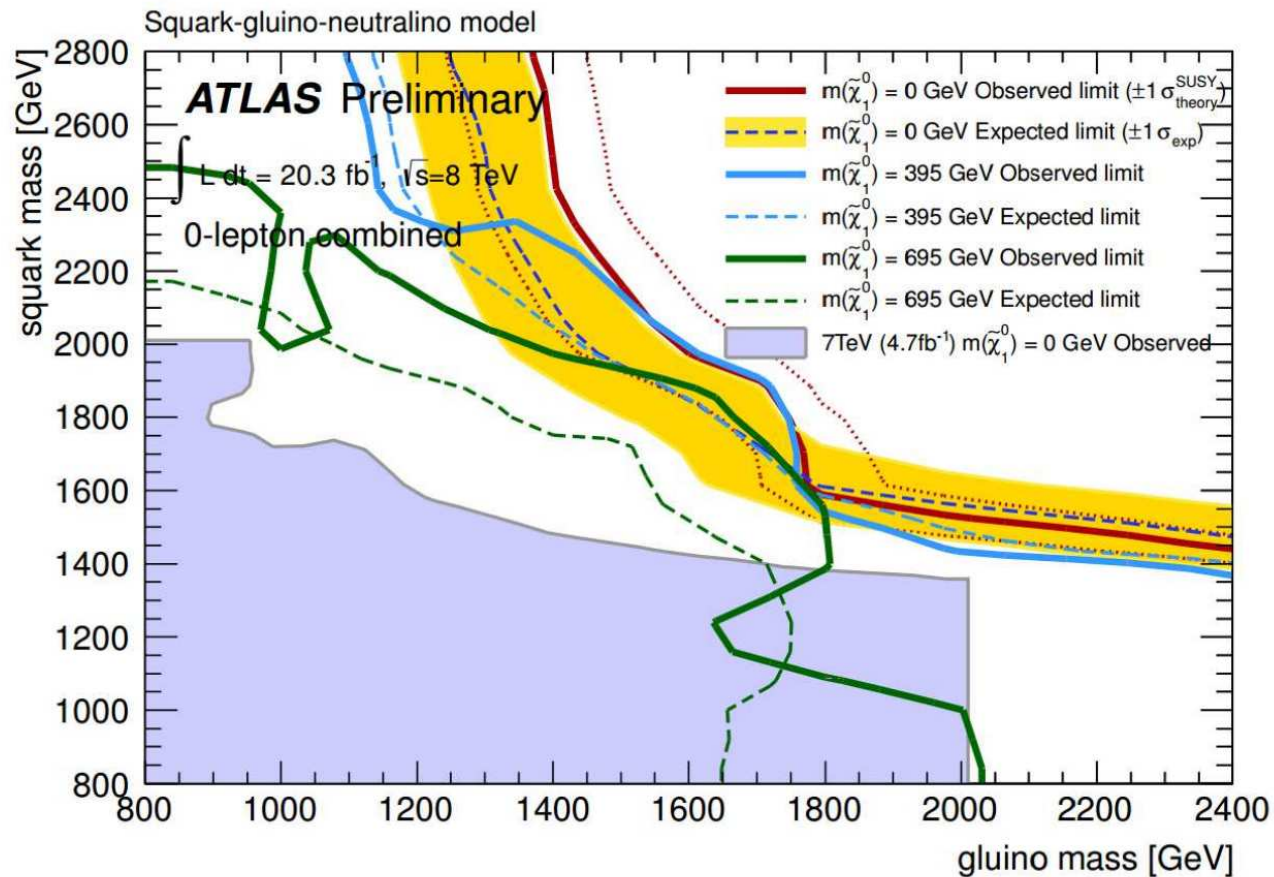 Squark-gluino-neutralino model
squark mass [GeV]
2800
2600
2400
2200
2000
1800
1600
1400
1200
1000
800
ATLAS Preliminary
∫ L dt = 20.3 fb⁻¹, √s=8 TeV
0-lepton combined
m(χ̃⁰₁) = 0 GeV Observed limit (±1 σ^SUSY_theory)
m(χ̃⁰₁) = 0 GeV Expected limit (±1 σ_exp)
m(χ̃⁰₁) = 395 GeV Observed limit
m(χ̃⁰₁) = 395 GeV Expected limit
m(χ̃⁰₁) = 695 GeV Observed limit
m(χ̃⁰₁) = 695 GeV Expected limit
7TeV (4.7fb⁻¹) m(χ̃⁰₁) = 0 GeV Observed
800 1000 1200 1400 1600 1800 2000 2200 2400
gluino mass [GeV]